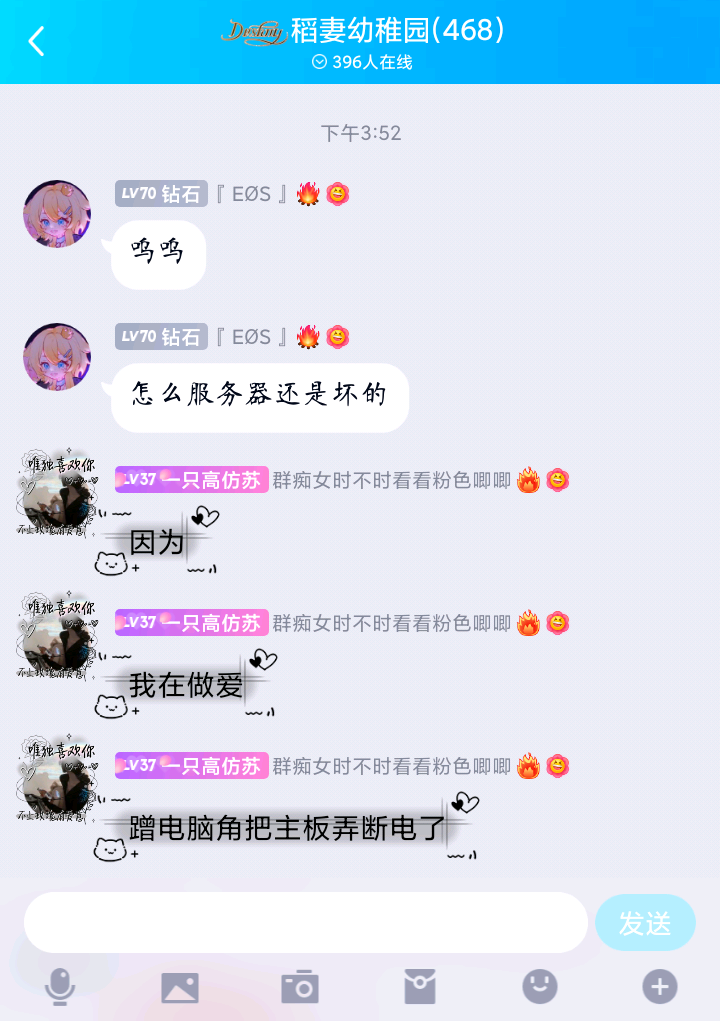 Destiny 稻妻幼稚园(468)
396人在线
下午3:52
LV70 钻石『 EØS 』
呜呜
LV70 钻石『 EØS 』
怎么服务器还是坏的
唯独喜欢你
LV37 一只高仿苏 群痴女时不时看看粉色唧唧
因为
唯独喜欢你
LV37 一只高仿苏 群痴女时不时看看粉色唧唧
我在做爱
唯独喜欢你
LV37 一只高仿苏 群痴女时不时看看粉色唧唧
蹭电脑角把主板弄断电了
发送